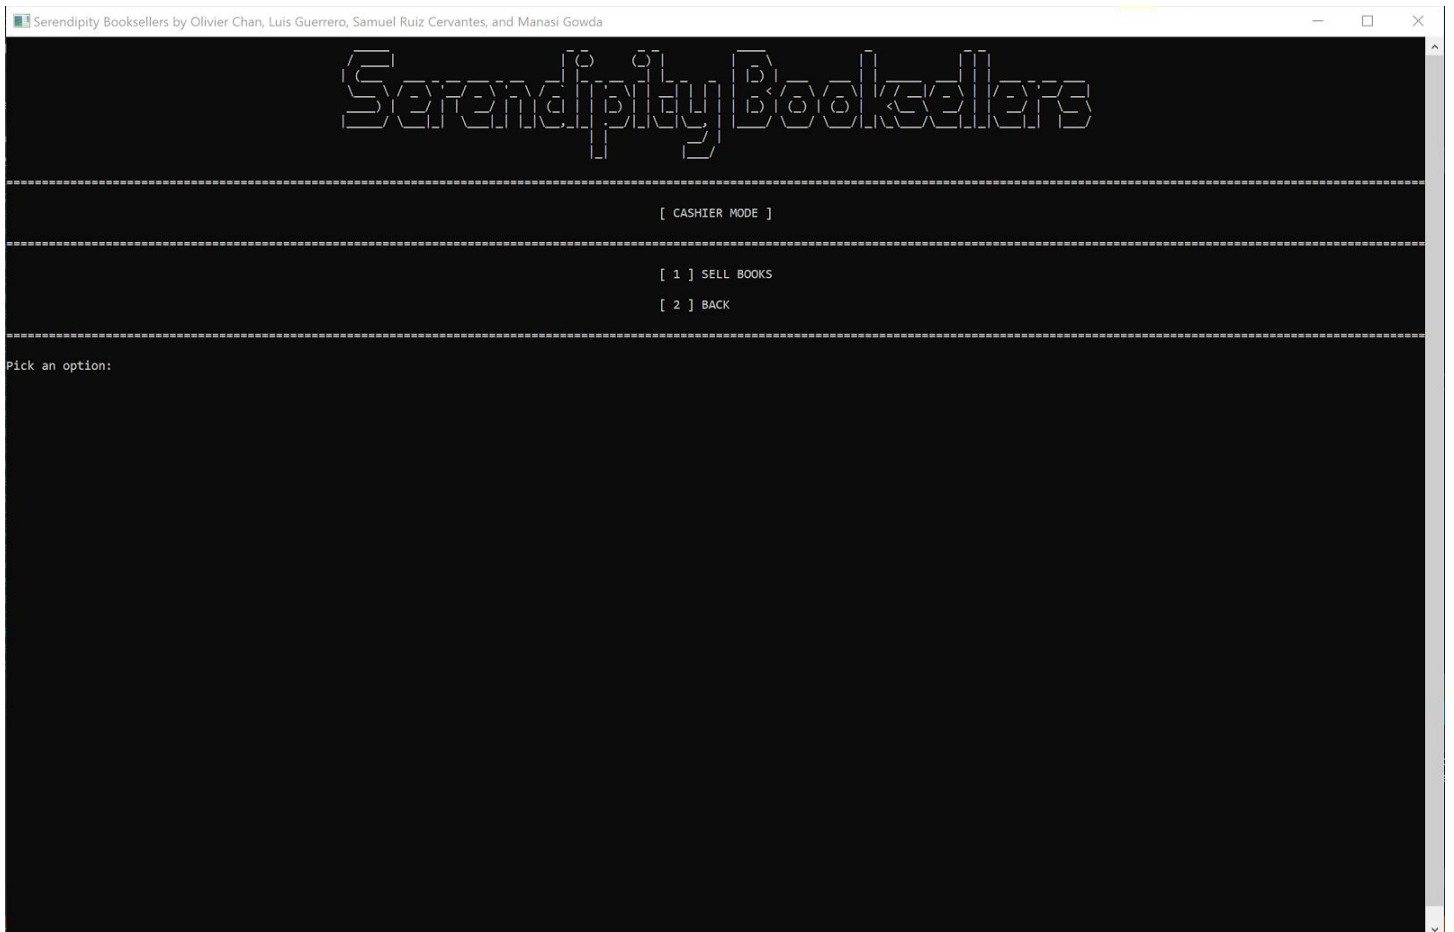 Serendipity Booksellers by Olivier Chan, Luis Guerrero, Samuel Ruiz Cervantes, and Manasi Gowda
Serendipity Booksellers
[ CASHIER MODE ]
[ 1 ] SELL BOOKS
[ 2 ] BACK
Pick an option: